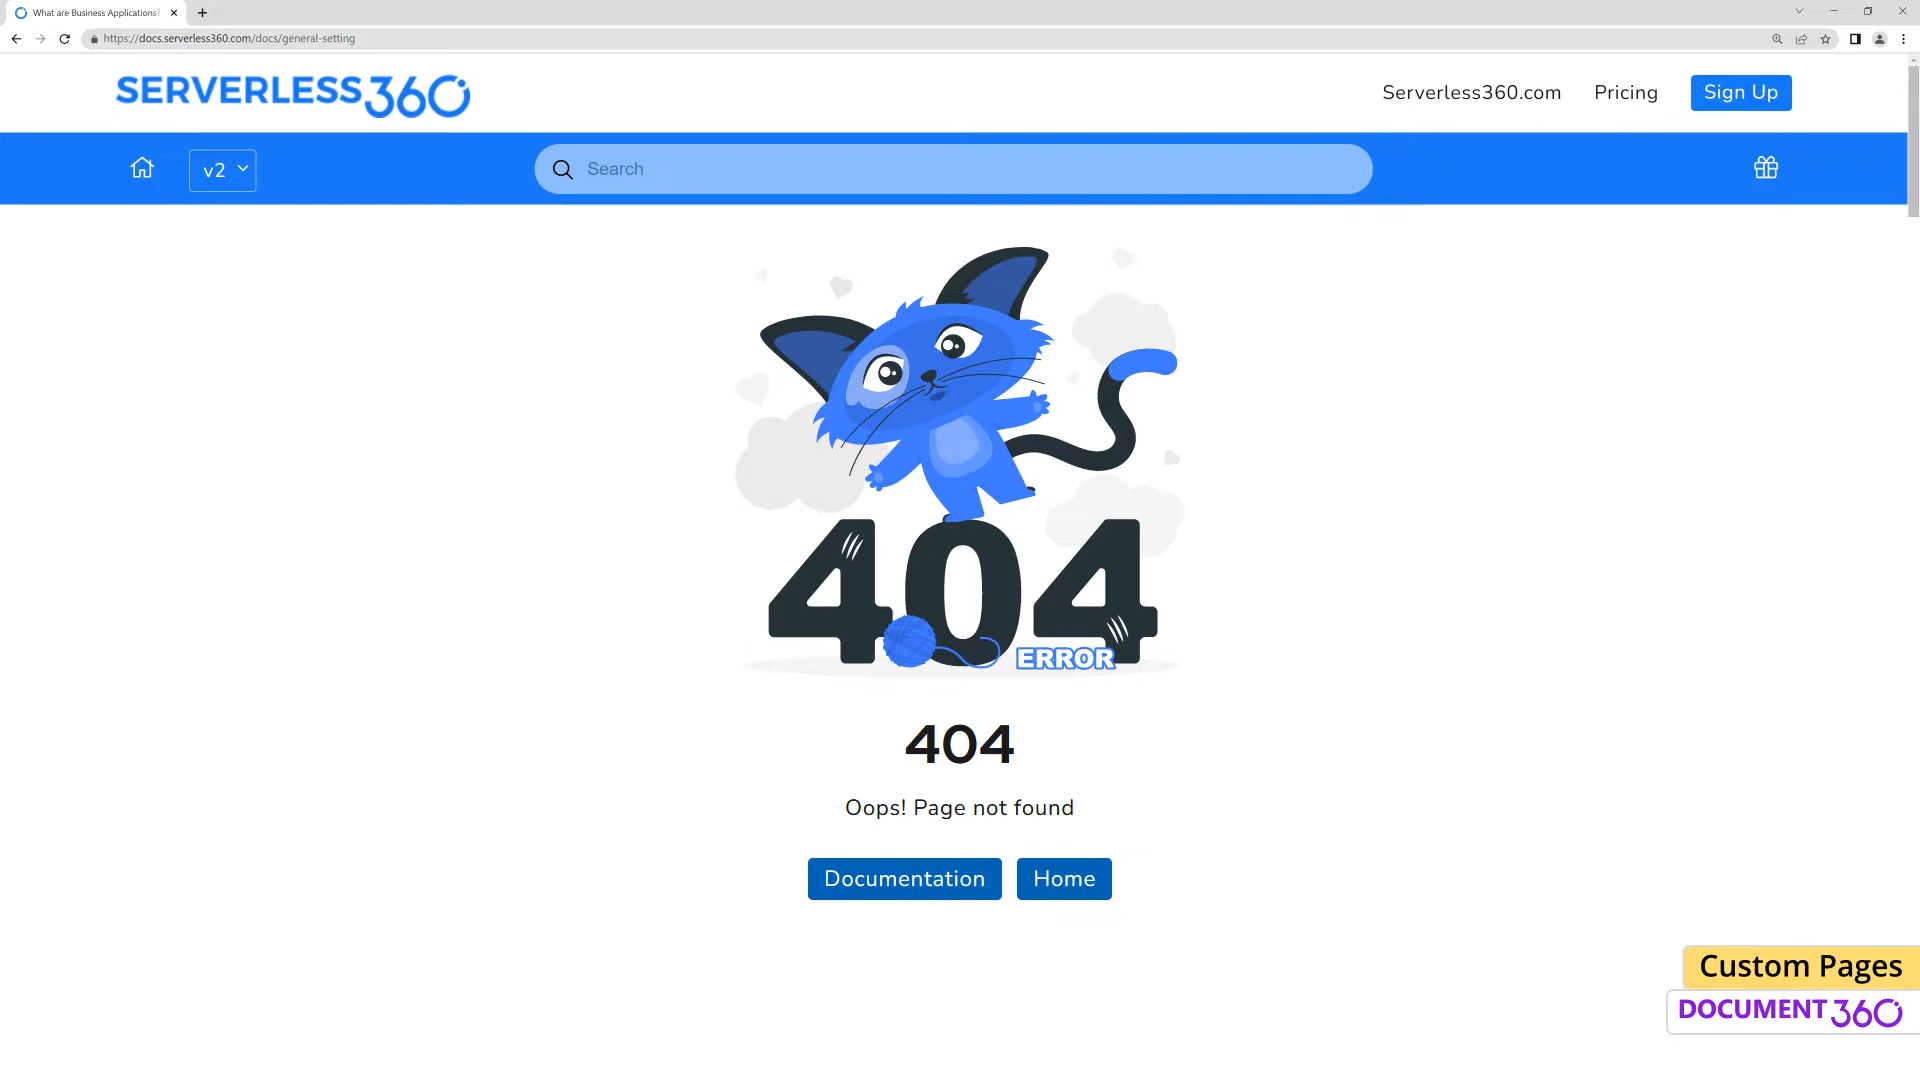 What are Business Applications?
https://docs.serverless360.com/docs/general-setting
SERVERLESS360
Serverless360.com
Pricing
Sign Up
v2
Search
404
ERROR
404
Oops! Page not found
Documentation
Home
Custom Pages
DOCUMENT360